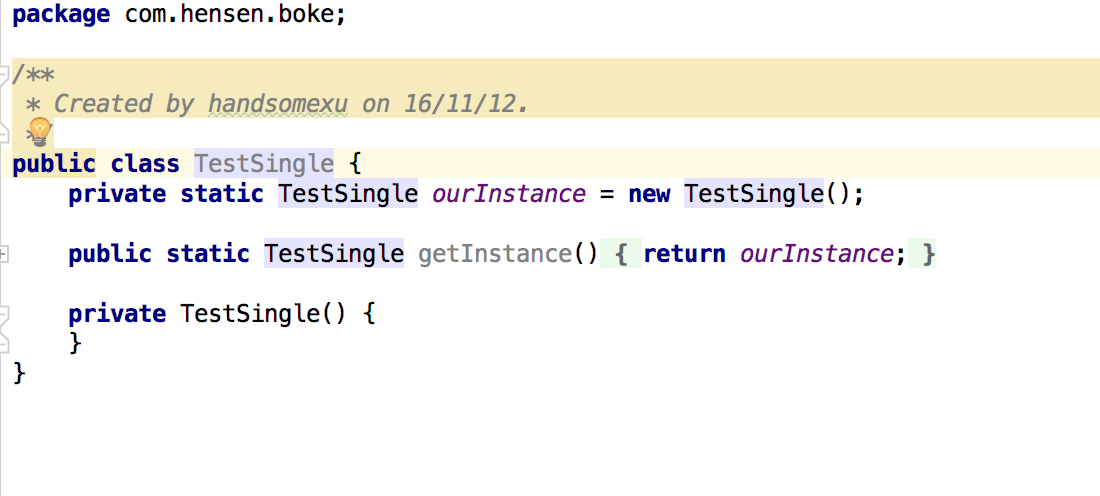 package com.hensen.boke;
/**
 * Created by handsomexu on 16/11/12.
 */
public class TestSingle {
    private static TestSingle ourInstance = new TestSingle();
    public static TestSingle getInstance() { return ourInstance; }
    private TestSingle() {
    }
}